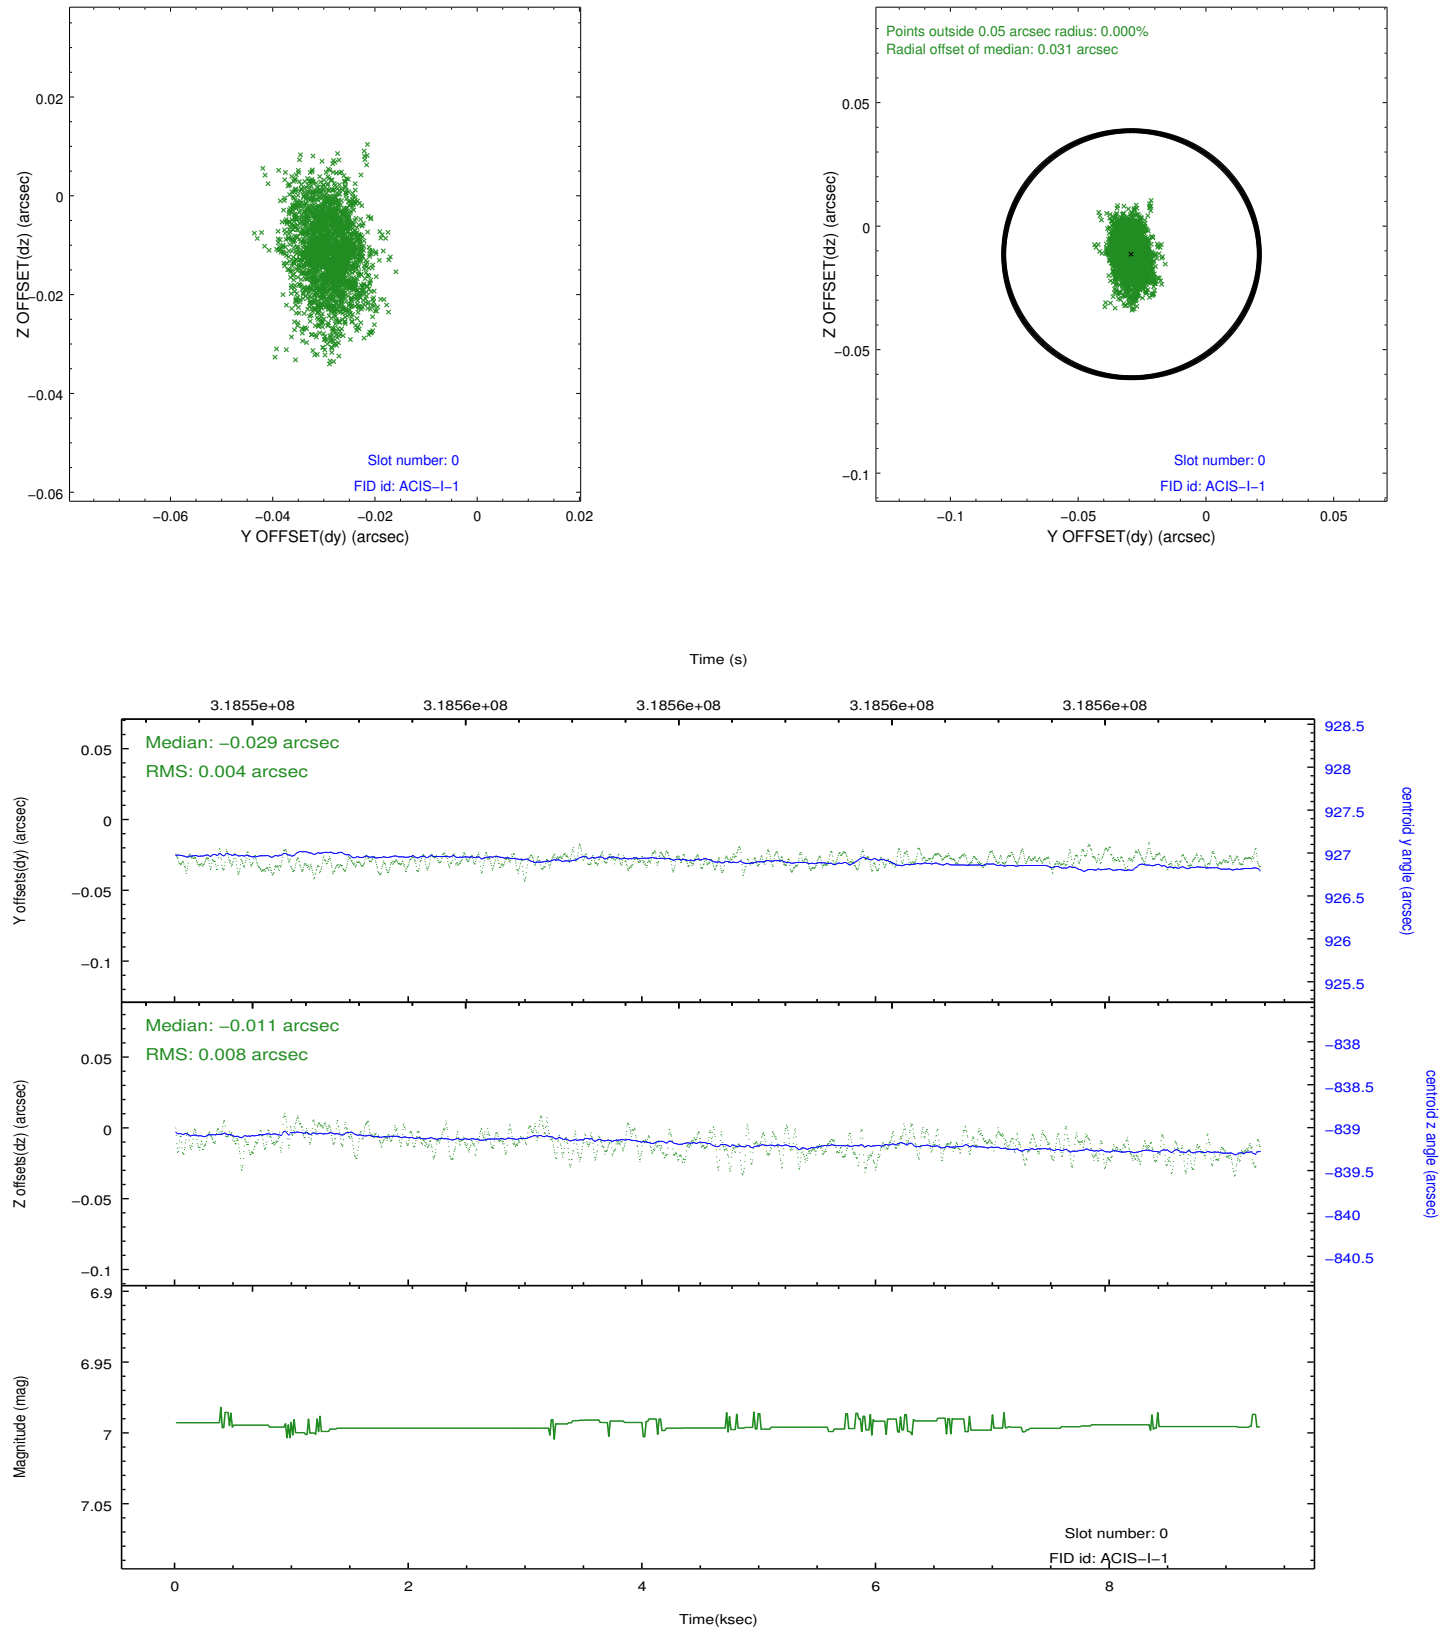 0.02
0
−0.02
−0.04
−0.06
Z OFFSET(dz) (arcsec)
Slot number: 0
FID id: ACIS−I−1
−0.06 −0.04 −0.02 0 0.02
Y OFFSET(dy) (arcsec)
Points outside 0.05 arcsec radius: 0.000%
Radial offset of median: 0.031 arcsec
0.05
0
−0.05
−0.1
Z OFFSET(dz) (arcsec)
Slot number: 0
FID id: ACIS−I−1
−0.1 −0.05 0 0.05
Y OFFSET(dy) (arcsec)
Time (s)
3.1855e+08 3.1856e+08 3.1856e+08 3.1856e+08 3.1856e+08
Median: −0.029 arcsec
RMS: 0.004 arcsec
0.05
0
−0.05
−0.1
Y offsets(dy) (arcsec)
928.5
928
927.5
927
926.5
926
925.5
centroid y angle (arcsec)
Median: −0.011 arcsec
RMS: 0.008 arcsec
0.05
0
−0.05
−0.1
Z offsets(dz) (arcsec)
−838
−838.5
−839
−839.5
−840
−840.5
centroid z angle (arcsec)
6.9
6.95
7
7.05
Magnitude (mag)
Slot number: 0
FID id: ACIS−I−1
0 2 4 6 8
Time(ksec)